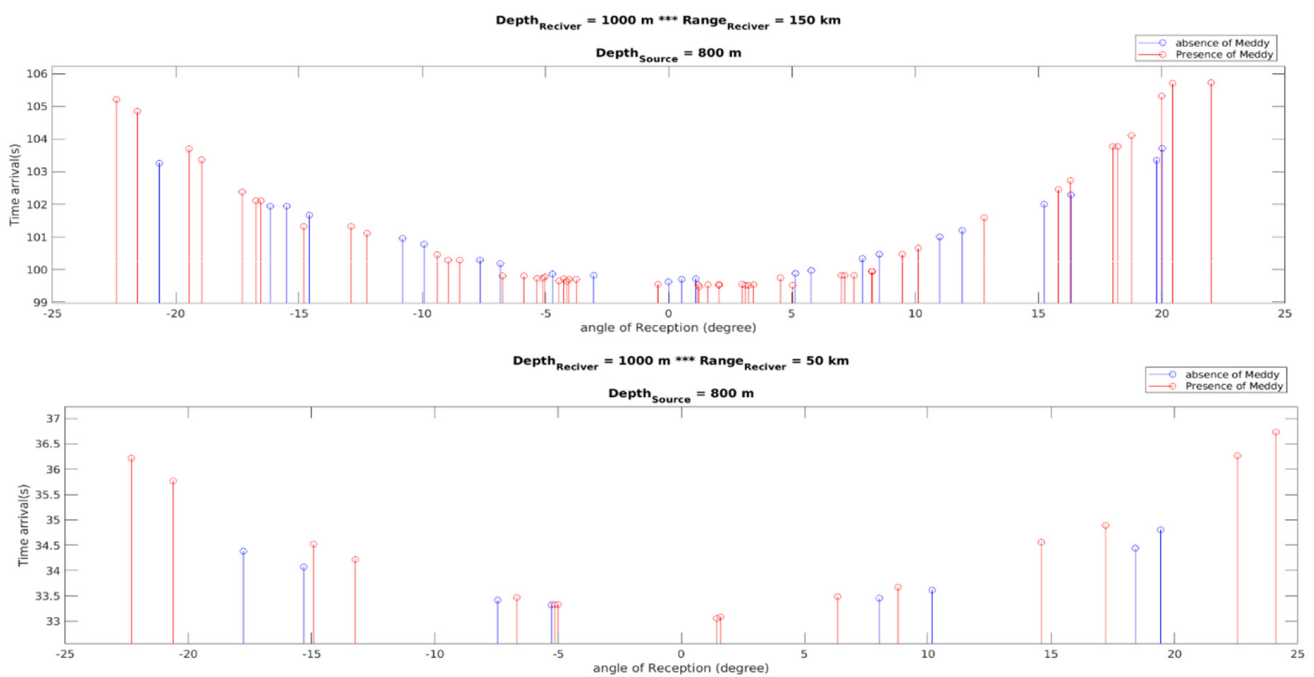 Depth_Reciver = 1000 m *** Range_Reciver = 150 km
Depth_Source = 800 m
absence of Meddy
Presence of Meddy
106
105
104
103
102
101
100
99
Time arrival(s)
-25 -20 -15 -10 -5 0 5 10 15 20 25
angle of Reception (degree)
Depth_Reciver = 1000 m *** Range_Reciver = 50 km
Depth_Source = 800 m
absence of Meddy
Presence of Meddy
37
36.5
36
35.5
35
34.5
34
33.5
33
Time arrival(s)
-25 -20 -15 -10 -5 0 5 10 15 20 25
angle of Reception (degree)